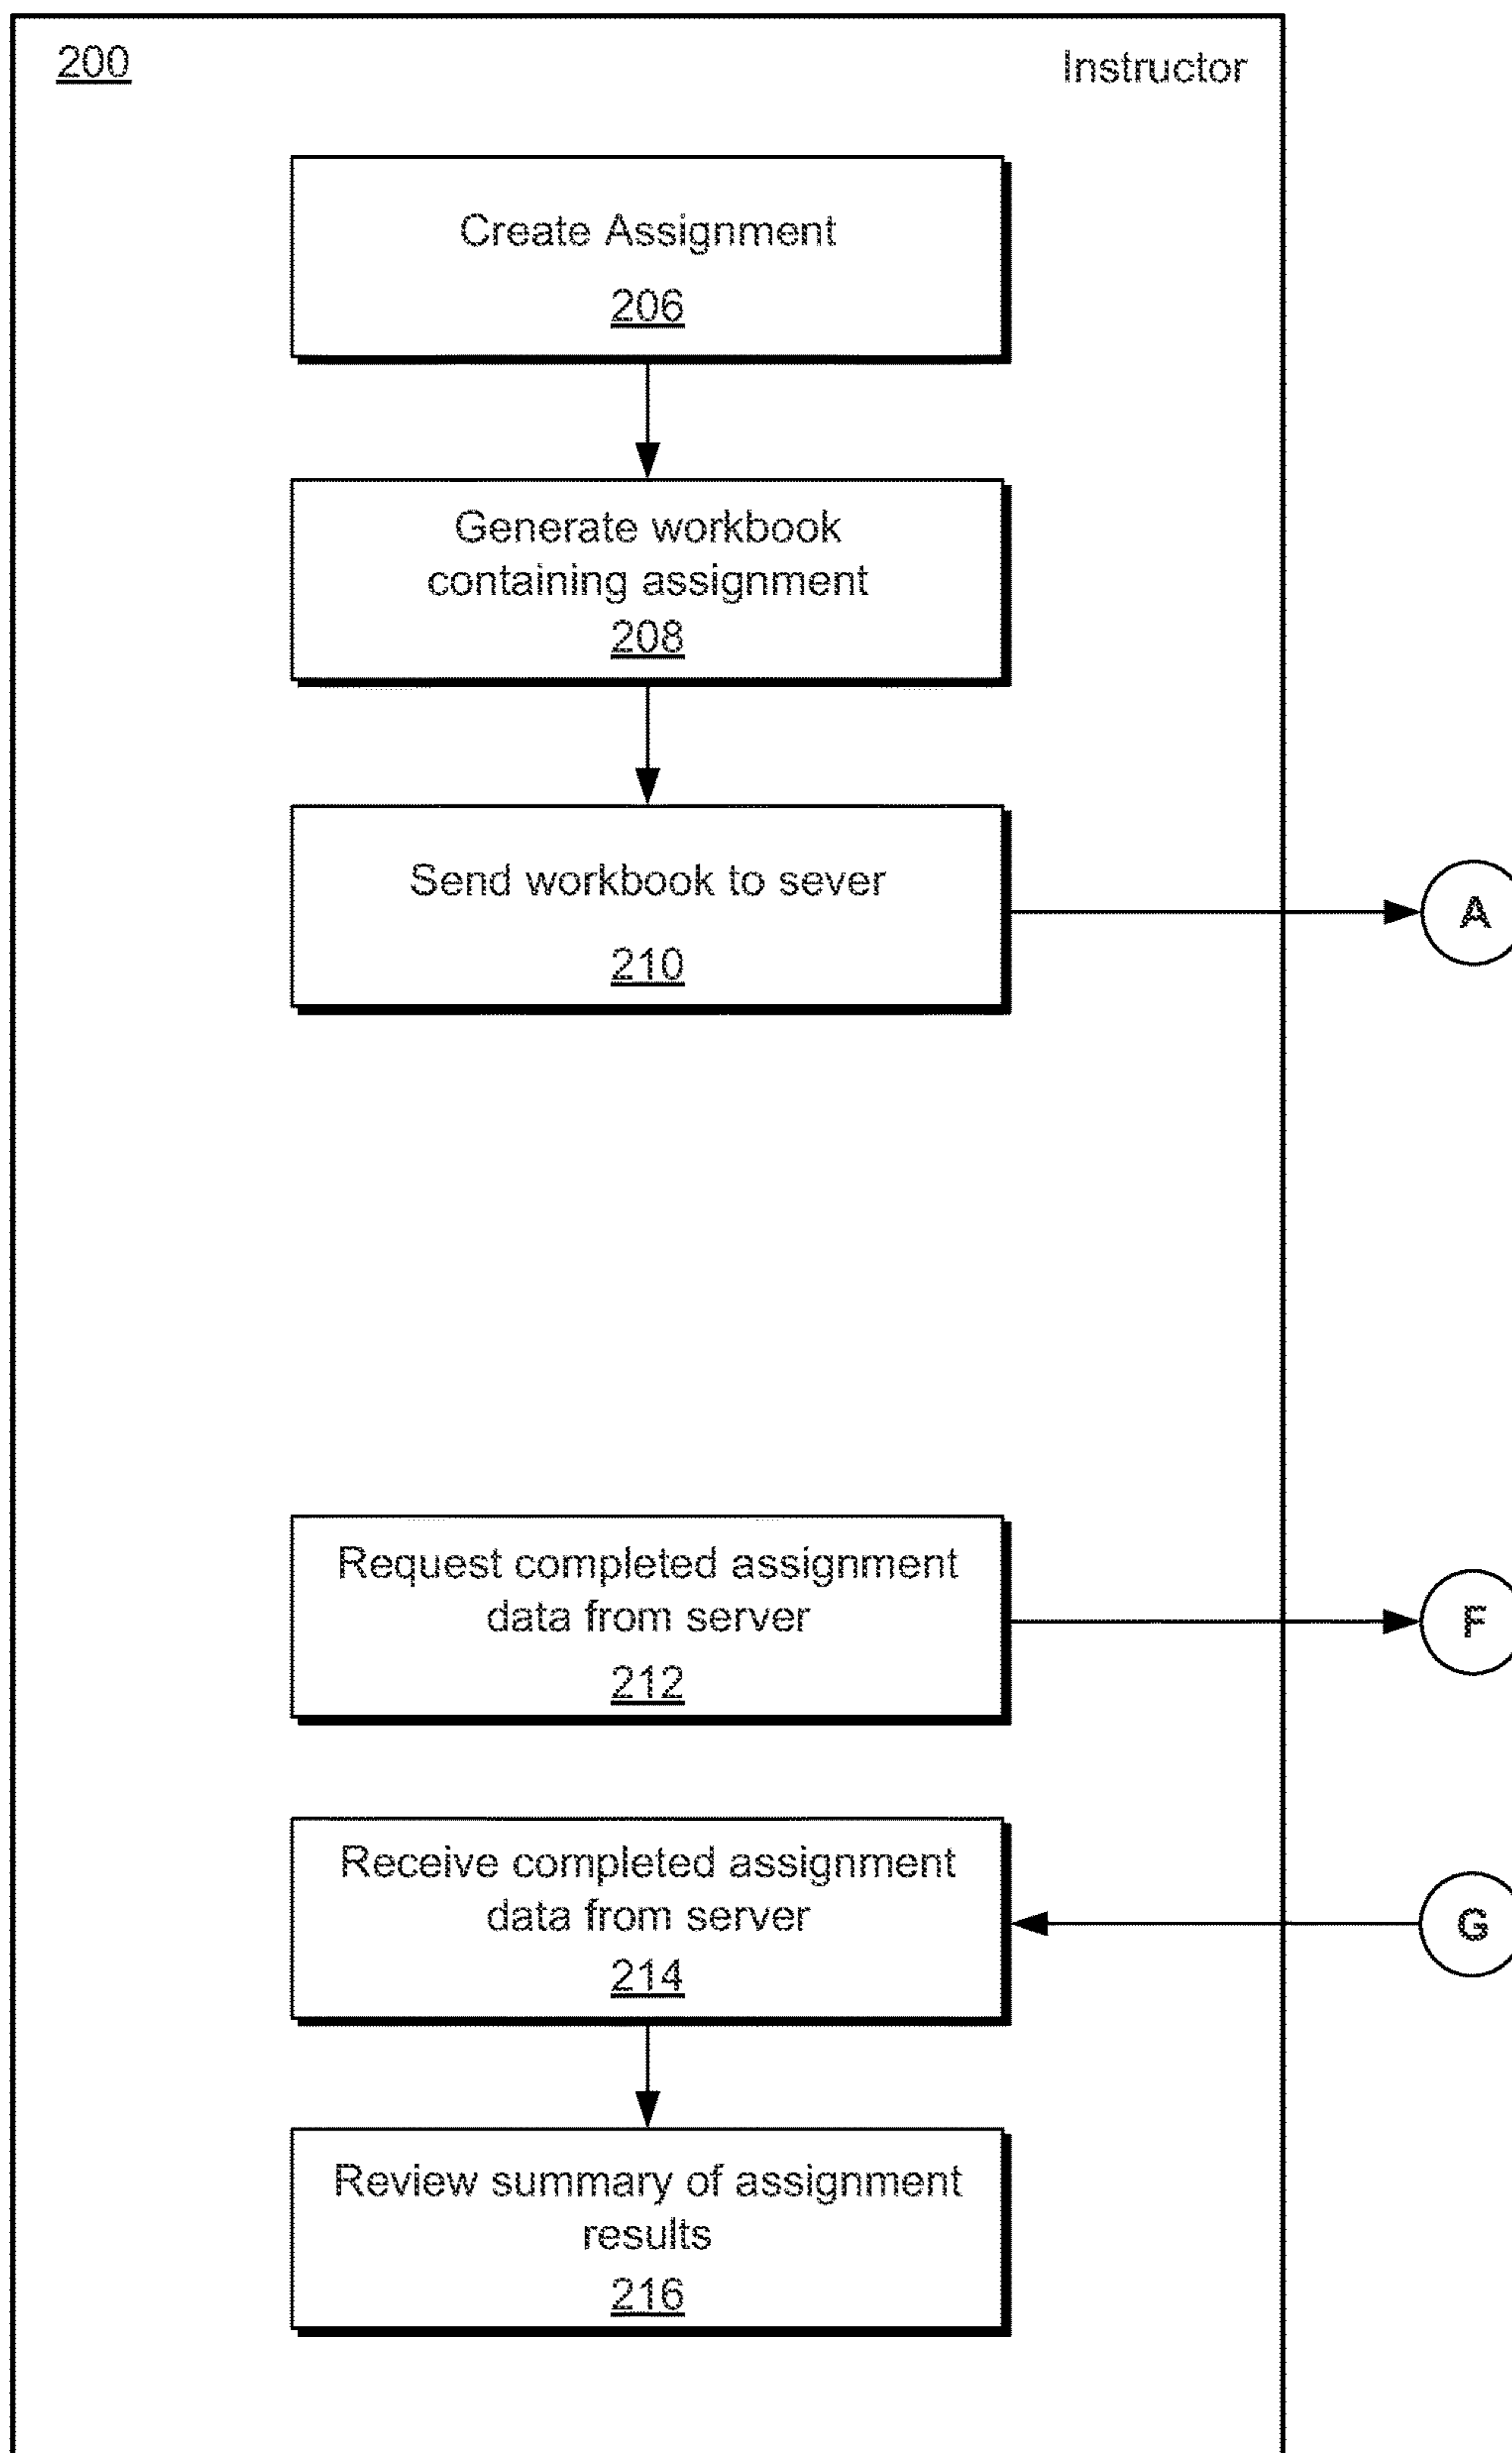 200
Instructor
Create Assignment
206
Generate workbook
containing assignment
208
Send workbook to sever
210
A
Request completed assignment
data from server
212
F
Receive completed assignment
data from server
214
G
Review summary of assignment
results
216